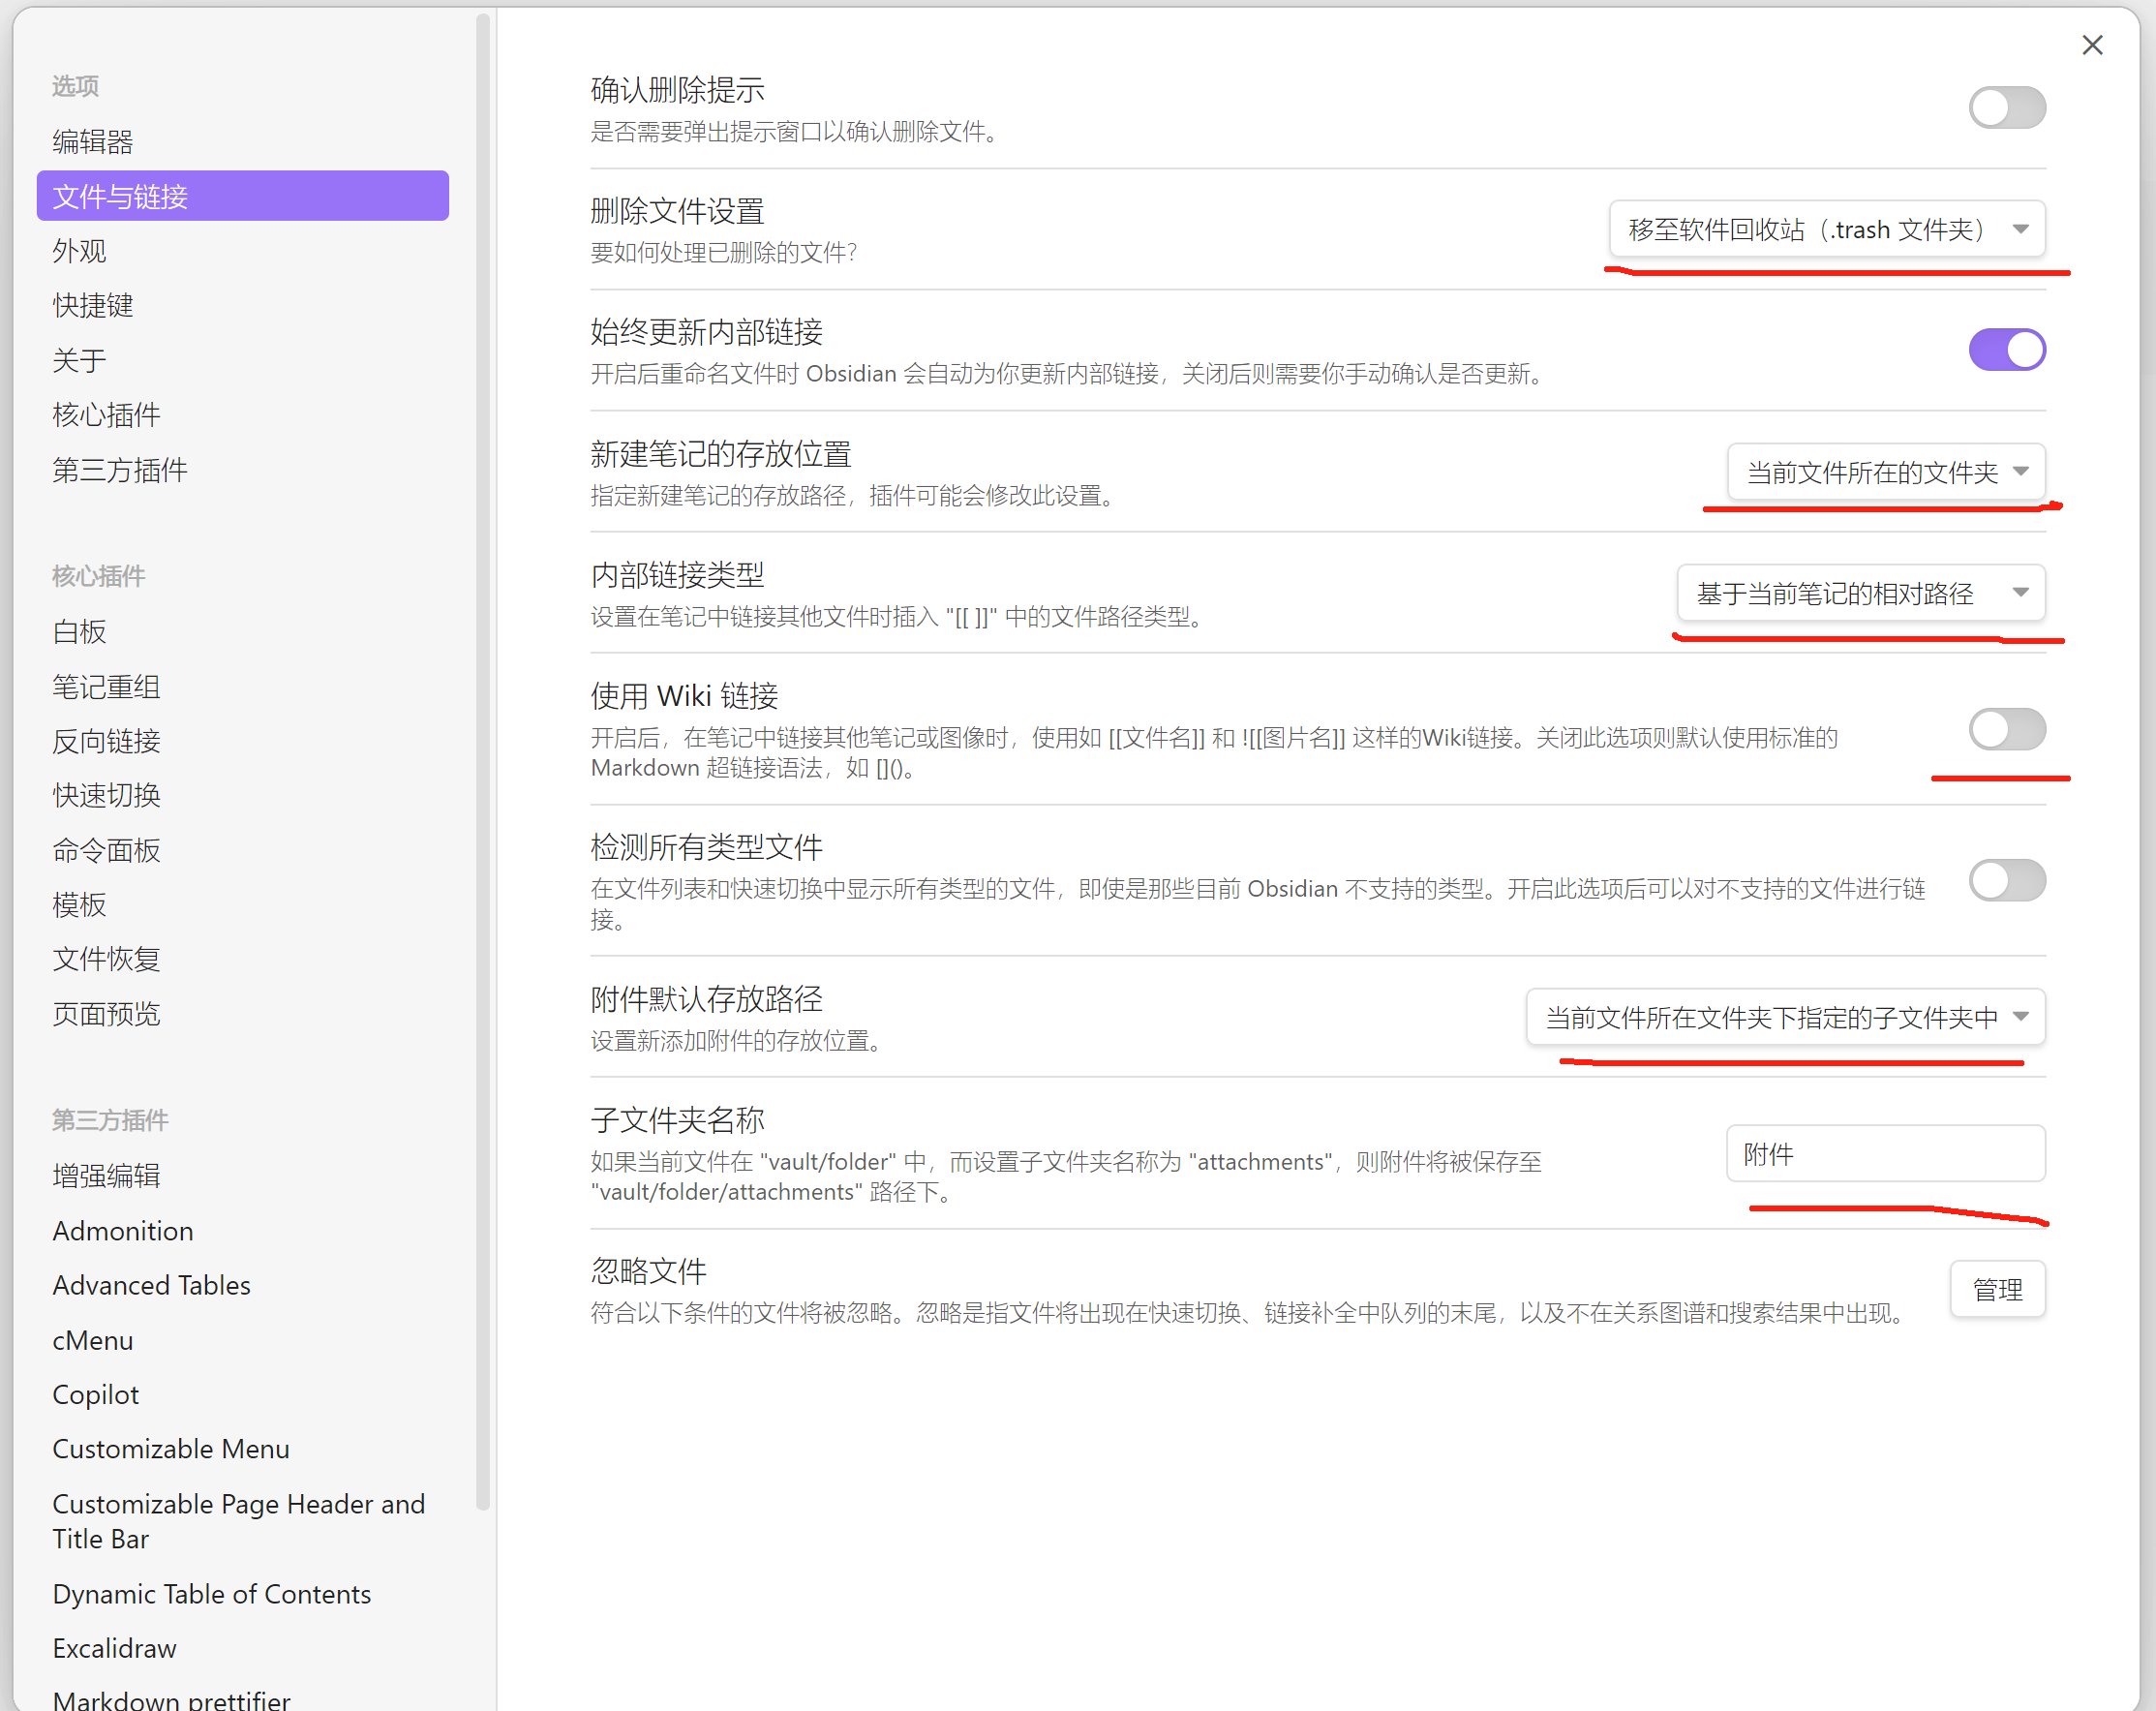 选项
编辑器
文件与链接
外观
快捷键
关于
核心插件
第三方插件
核心插件
白板
笔记重组
反向链接
快速切换
命令面板
模板
文件恢复
页面预览
第三方插件
增强编辑
Admonition
Advanced Tables
cMenu
Copilot
Customizable Menu
Customizable Page Header and
Title Bar
Dynamic Table of Contents
Excalidraw
Markdown prettifier
确认删除提示
是否需要弹出提示窗口以确认删除文件。
删除文件设置
要如何处理已删除的文件？
移至软件回收站（.trash 文件夹）
始终更新内部链接
开启后重命名文件时 Obsidian 会自动为你更新内部链接，关闭后则需要你手动确认是否更新。
新建笔记的存放位置
指定新建笔记的存放路径，插件可能会修改此设置。
当前文件所在的文件夹
内部链接类型
设置在笔记中链接其他文件时插入 "[[ ]]" 中的文件路径类型。
基于当前笔记的相对路径
使用 Wiki 链接
开启后，在笔记中链接其他笔记或图像时，使用如 [[文件名]] 和 ![[图片名]] 这样的Wiki链接。关闭此选项则默认使用标准的
Markdown 超链接语法，如 []()。
检测所有类型文件
在文件列表和快速切换中显示所有类型的文件，即使是那些目前 Obsidian 不支持的类型。开启此选项后可以对不支持的文件进行链
接。
附件默认存放路径
设置新添加附件的存放位置。
当前文件所在文件夹下指定的子文件夹中
子文件夹名称
如果当前文件在 "vault/folder" 中，而设置子文件夹名称为 "attachments"，则附件将被保存至
"vault/folder/attachments" 路径下。
附件
忽略文件
符合以下条件的文件将被忽略。忽略是指文件将出现在快速切换、链接补全中队列的末尾，以及不在关系图谱和搜索结果中出现。
管理